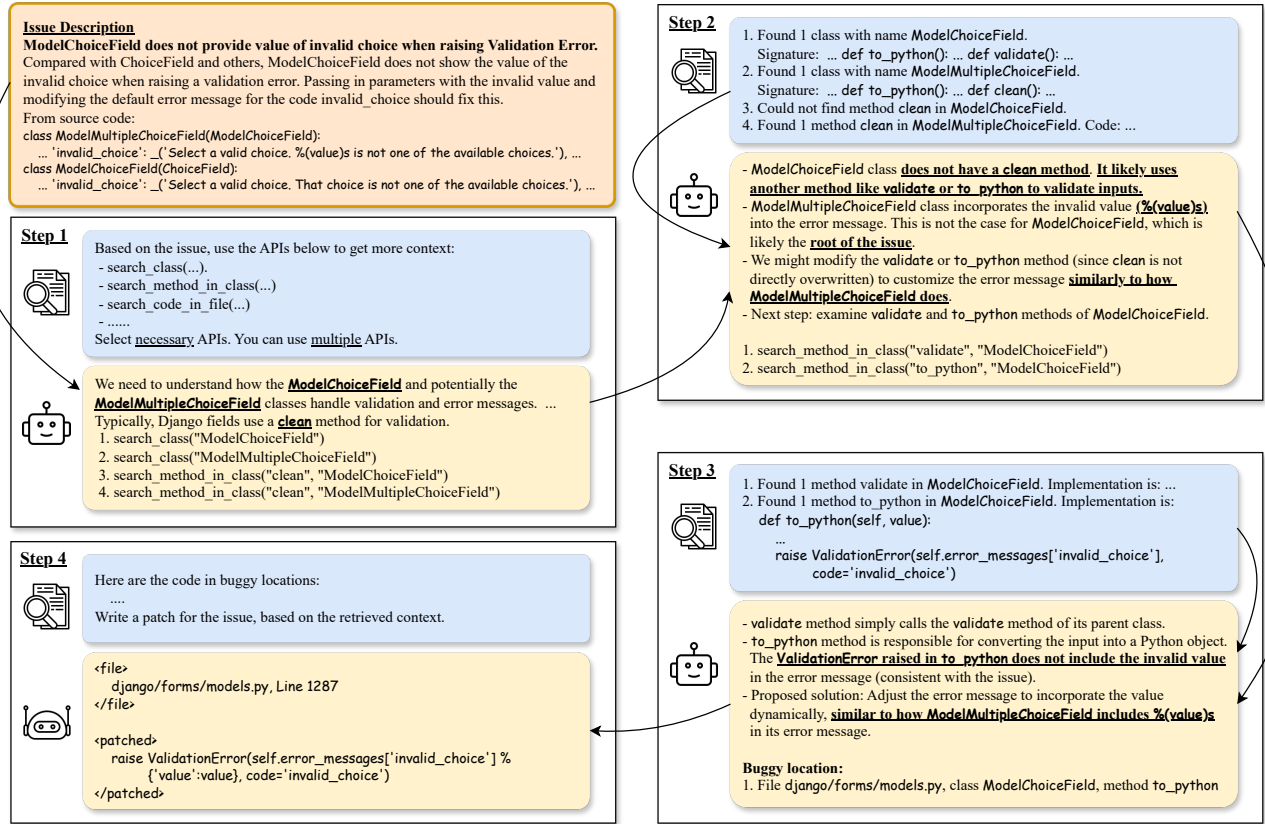 Issue Description
ModelChoiceField does not provide value of invalid choice when raising Validation Error.
Compared with ChoiceField and others, ModelChoiceField does not show the value of the
invalid choice when raising a validation error. Passing in parameters with the invalid value and
modifying the default error message for the code invalid_choice should fix this.
From source code:
class ModelMultipleChoiceField(ModelChoiceField):
... 'invalid_choice': _('Select a valid choice. %(value)s is not one of the available choices.'), ...
class ModelChoiceField(ChoiceField):
... 'invalid_choice': _('Select a valid choice. That choice is not one of the available choices.'), ...
Step 1
Based on the issue, use the APIs below to get more context:
- search_class(...).
- search_method_in_class(...)
- search_code_in_file(...)
- ......
Select necessary APIs. You can use multiple APIs.
We need to understand how the ModelChoiceField and potentially the
ModelMultipleChoiceField classes handle validation and error messages. ...
Typically, Django fields use a clean method for validation.
1. search_class("ModelChoiceField")
2. search_class("ModelMultipleChoiceField")
3. search_method_in_class("clean", "ModelChoiceField")
4. search_method_in_class("clean", "ModelMultipleChoiceField")
Step 2
1. Found 1 class with name ModelChoiceField.
Signature: ... def to_python(): ... def validate(): ...
2. Found 1 class with name ModelMultipleChoiceField.
Signature: ... def to_python(): ... def clean(): ...
3. Could not find method clean in ModelChoiceField.
4. Found 1 method clean in ModelMultipleChoiceField. Code: ...
- ModelChoiceField class does not have a clean method. It likely uses
another method like validate or to_python to validate inputs.
- ModelMultipleChoiceField class incorporates the invalid value (%(value)s)
into the error message. This is not the case for ModelChoiceField, which is
likely the root of the issue.
- We might modify the validate or to_python method (since clean is not
directly overwritten) to customize the error message similarly to how
ModelMultipleChoiceField does.
- Next step: examine validate and to_python methods of ModelChoiceField.
1. search_method_in_class("validate", "ModelChoiceField")
2. search_method_in_class("to_python", "ModelChoiceField")
Step 3
1. Found 1 method validate in ModelChoiceField. Implementation is: ...
2. Found 1 method to_python in ModelChoiceField. Implementation is:
def to_python(self, value):
...
raise ValidationError(self.error_messages['invalid_choice'],
code='invalid_choice')
- validate method simply calls the validate method of its parent class.
- to_python method is responsible for converting the input into a Python object.
The ValidationError raised in to_python does not include the invalid value
in the error message (consistent with the issue).
- Proposed solution: Adjust the error message to incorporate the value
dynamically, similar to how ModelMultipleChoiceField includes %(value)s
in its error message.
Buggy location:
1. File django/forms/models.py, class ModelChoiceField, method to_python
Step 4
Here are the code in buggy locations:
....
Write a patch for the issue, based on the retrieved context.
<file>
django/forms/models.py, Line 1287
</file>
<patched>
raise ValidationError(self.error_messages['invalid_choice'] %
{'value':value}, code='invalid_choice')
</patched>